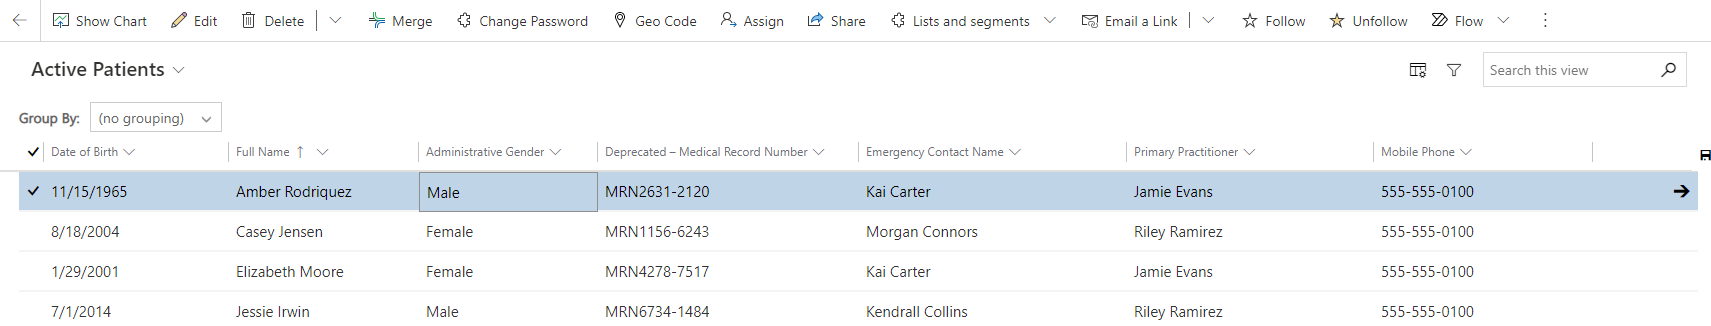 Show Chart Edit Delete Merge Change Password Geo Code Assign Share Lists and segments Email a Link Follow Unfollow Flow
Active Patients Search this view
Group By: (no grouping)
Date of Birth Full Name Administrative Gender Deprecated – Medical Record Number Emergency Contact Name Primary Practitioner Mobile Phone
11/15/1965 Amber Rodriquez Male MRN2631-2120 Kai Carter Jamie Evans 555-555-0100
8/18/2004 Casey Jensen Female MRN1156-6243 Morgan Connors Riley Ramirez 555-555-0100
1/29/2001 Elizabeth Moore Female MRN4278-7517 Kai Carter Jamie Evans 555-555-0100
7/1/2014 Jessie Irwin Male MRN6734-1484 Kendrall Collins Riley Ramirez 555-555-0100